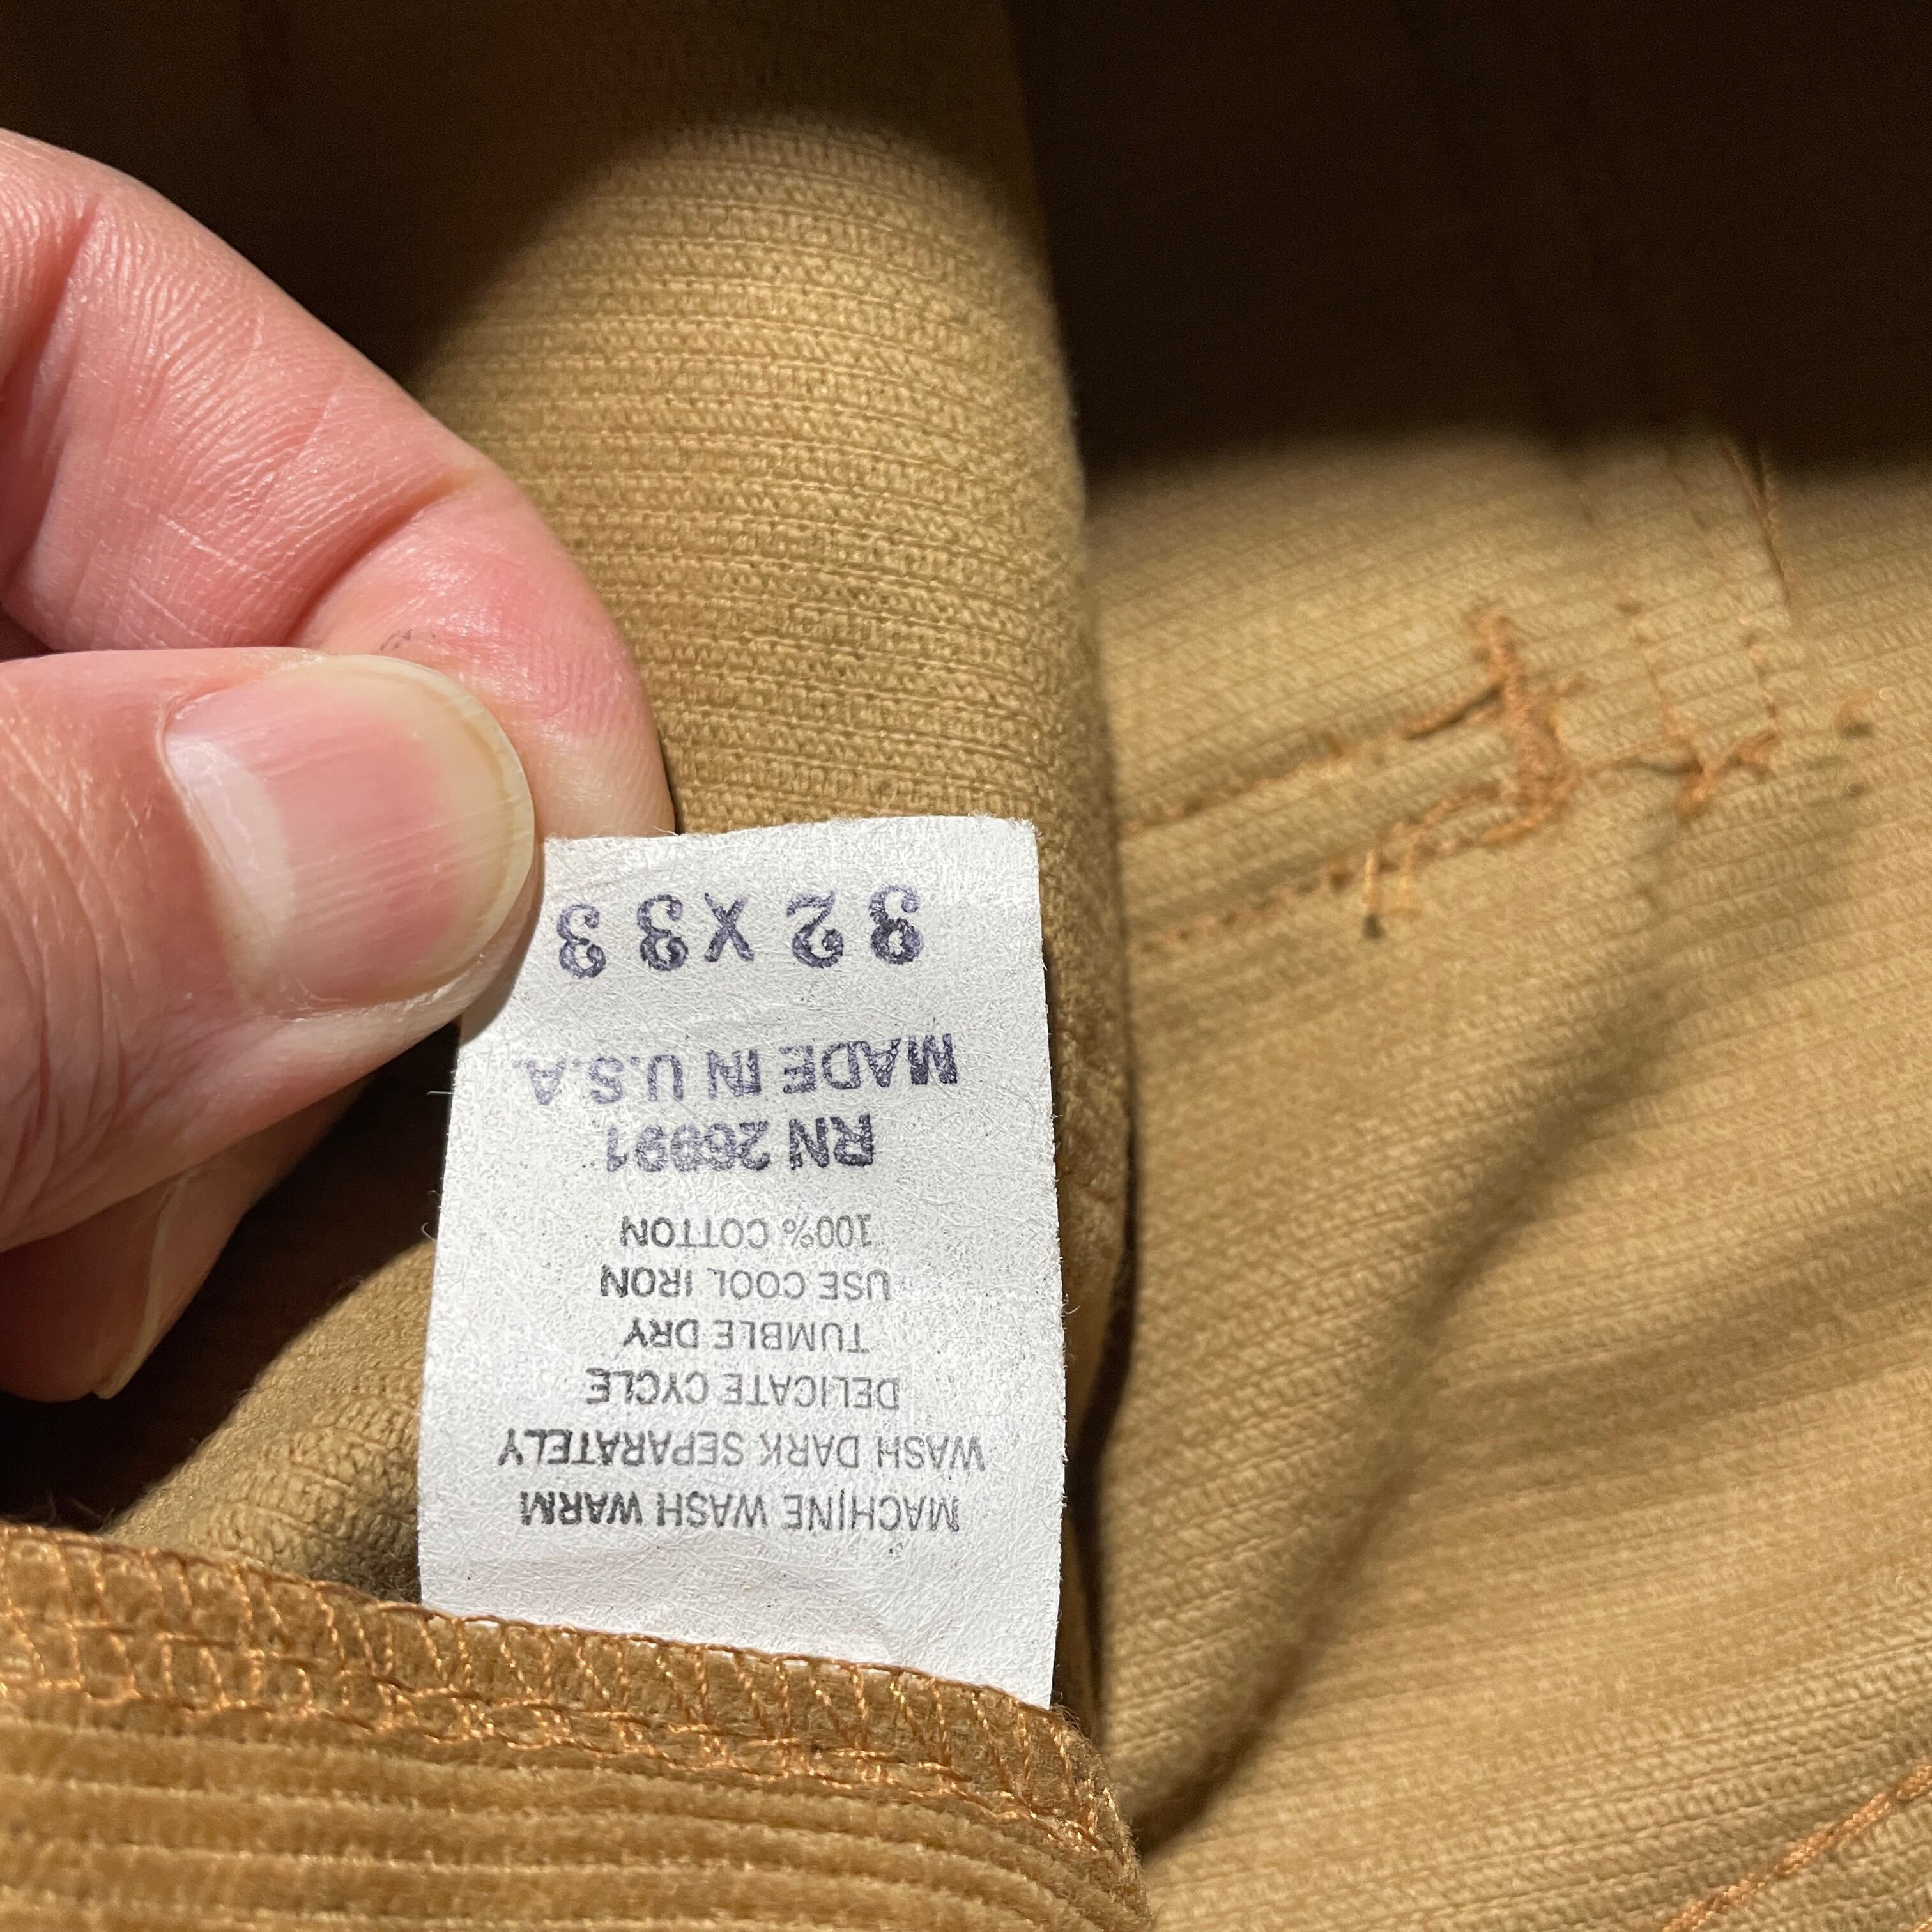 MACHINE WASH WARM
WASH DARK SEPARATELY
DELICATE CYCLE
TUMBLE DRY
USE COOL IRON
100% COTTON
RN
MADE IN U.S.A.
32X33